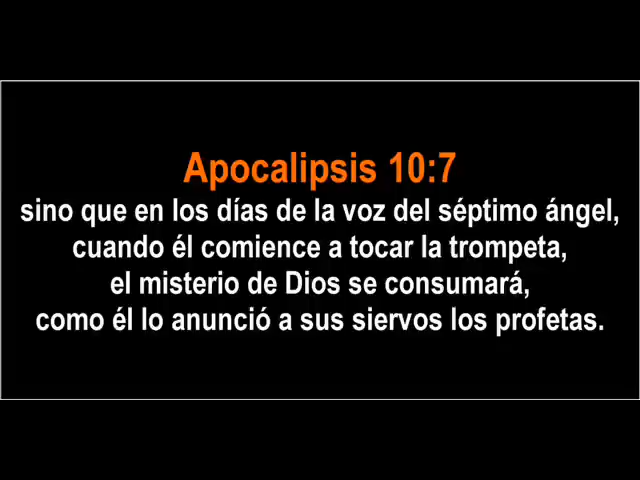 Apocalipsis 10:7
sino que en los días de la voz del séptimo ángel,
cuando él comience a tocar la trompeta,
el misterio de Dios se consumará,
como él lo anunció a sus siervos los profetas.